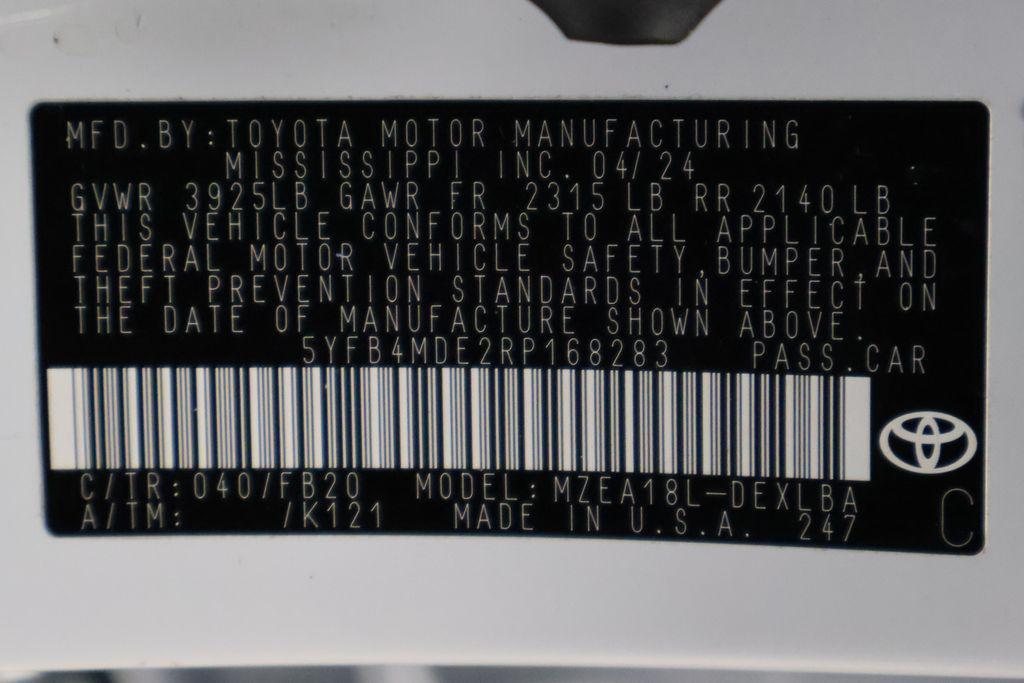 MFD.BY:TOYOTA MOTOR MANUFACTURING
MISSISSIPPI INC. 04/24
GVWR 3925LB GAWR FR 2315 LB RR 2140 LB
THIS VEHICLE CONFORMS TO ALL APPLICABLE
FEDERAL MOTOR VEHICLE SAFETY,BUMPER,AND
THEFT PREVENTION STANDARDS IN EFFECT ON
THE DATE OF MANUFACTURE SHOWN ABOVE.
5YFB4MDE2RP168283 PASS.CAR
C/TR:040/FB20 MODEL:MZEA18L-DEXLBA
A/TM: /K121 MADE IN U.S.A. 247
C